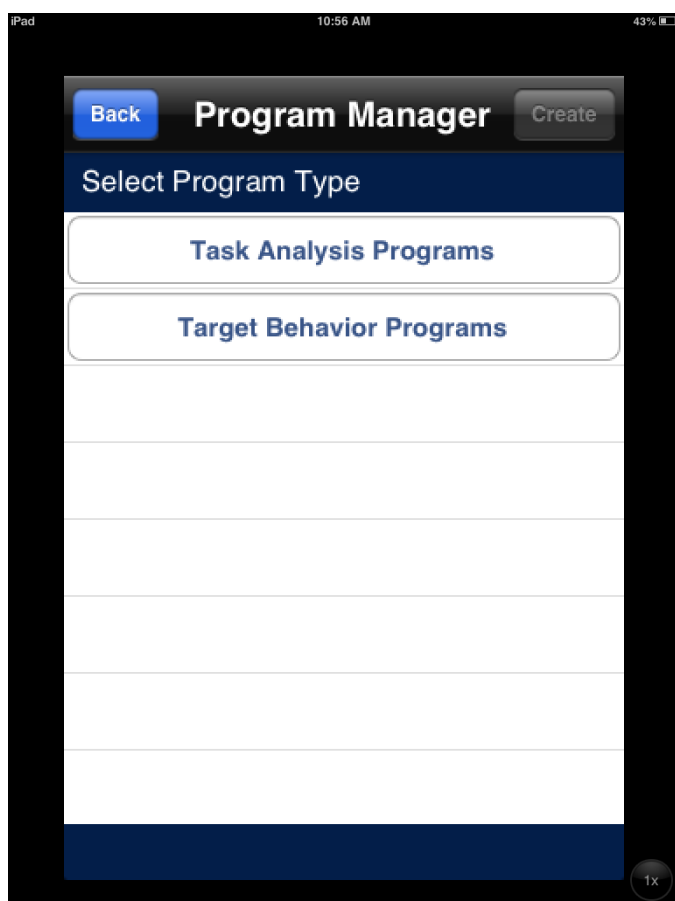 iPad 10:56 AM 43%
Back Program Manager Create
Select Program Type
Task Analysis Programs
Target Behavior Programs
1x